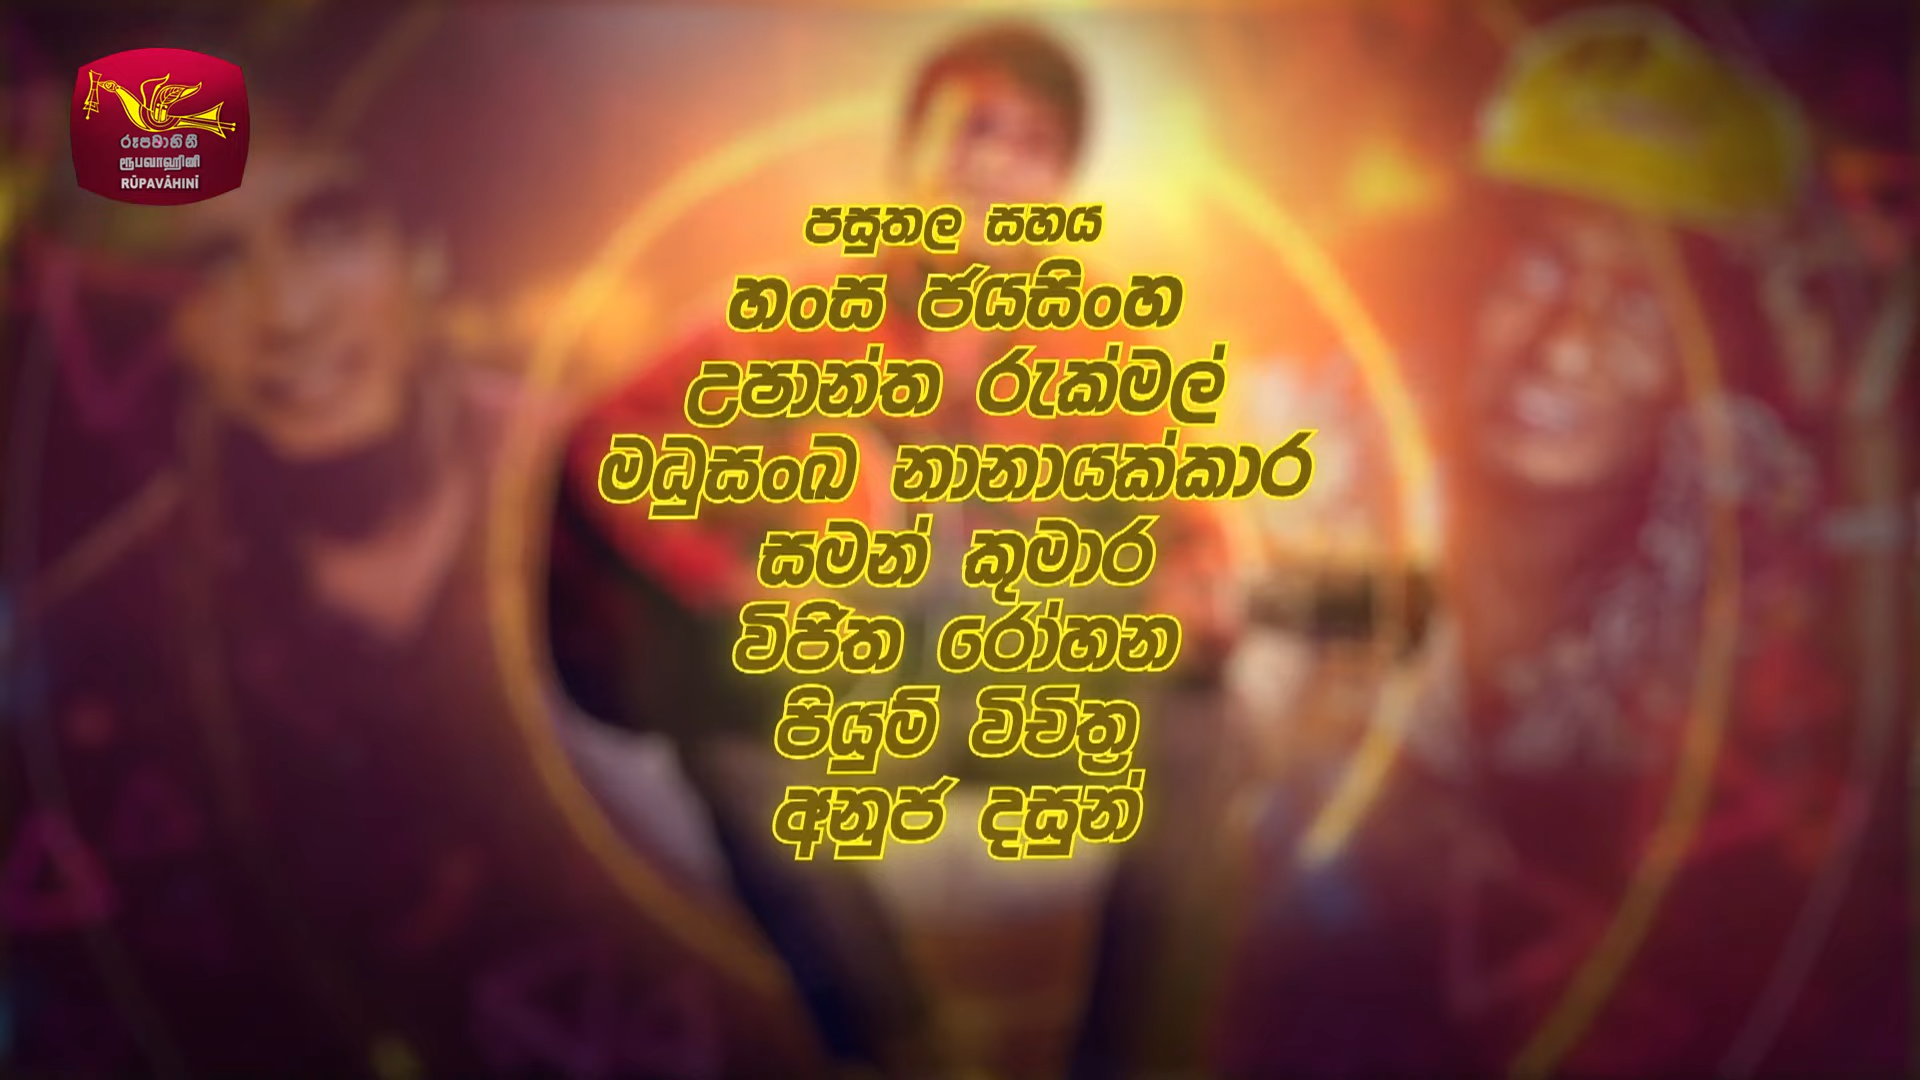 රූපවාහිනී
ரூபவாஹினி
RŪPAVĀHINĪ
පසුතල සහය
හංස ජයසිංහ
උෂාන්ත රුක්මල්
මධුසංඛ නානායක්කාර
සමන් කුමාර
විජිත රෝහන
පියුම් විචිත්‍ර
අනුජ දසුන්